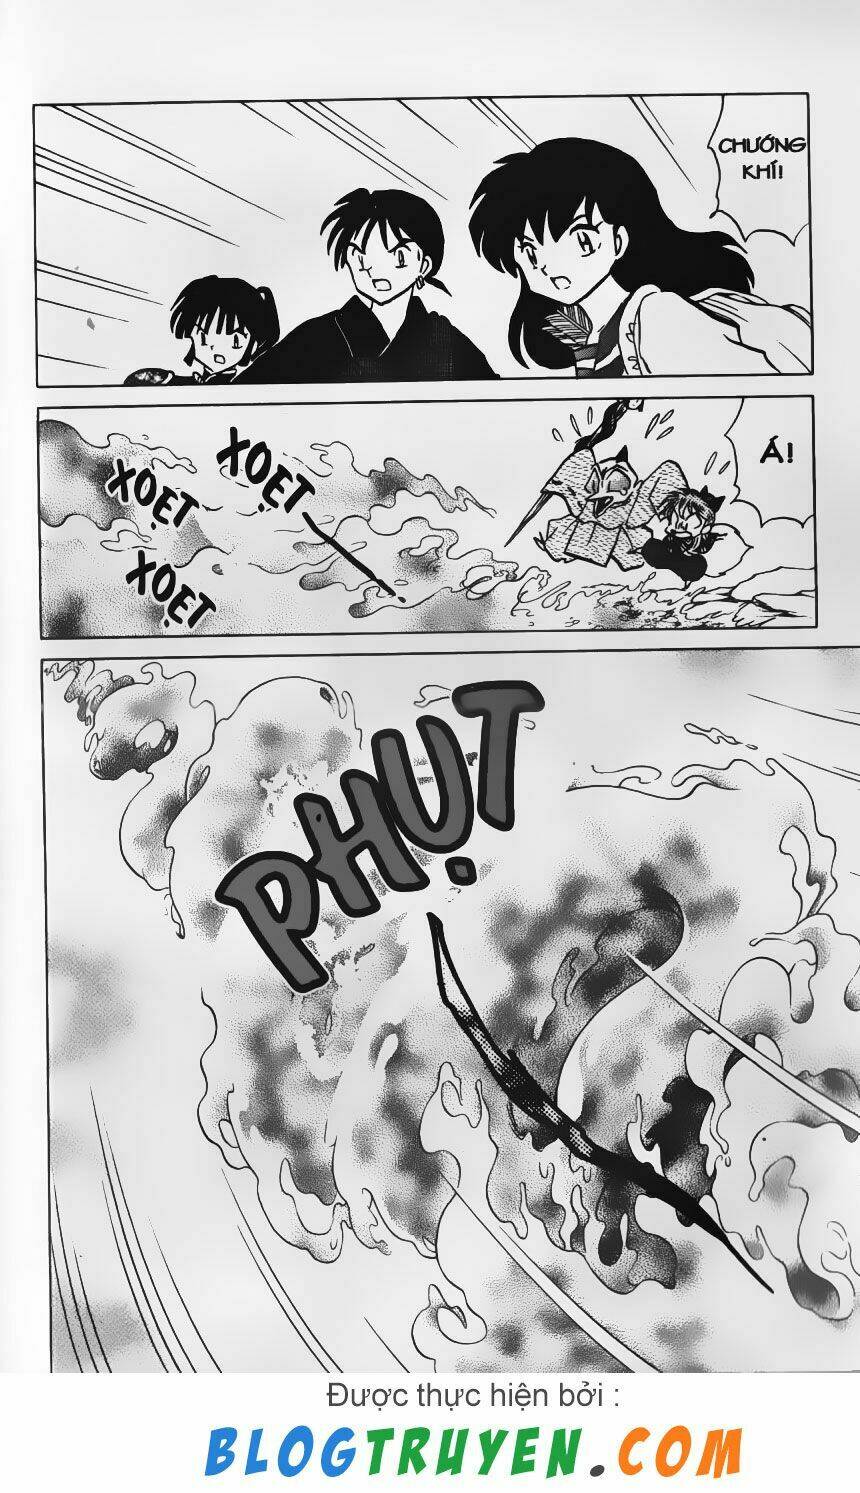 CHƯỚNG
KHÍ!
Á!
XOẸT
XOẸT
XOẸT
PHỤT
Được thực hiện bởi :
BLOGTRUYEN.COM